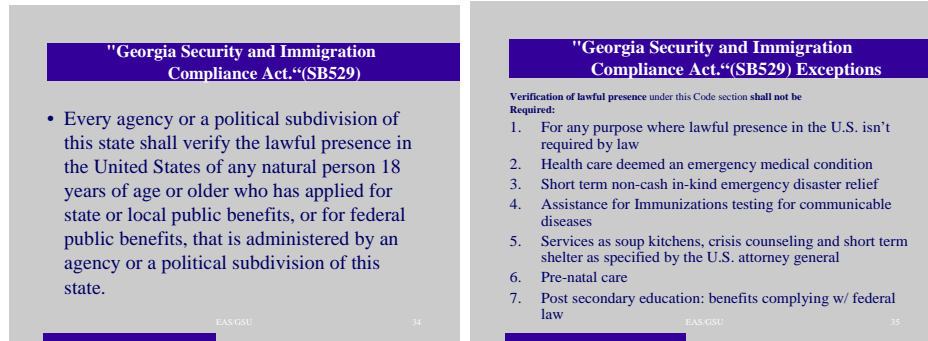 "Georgia Security and Immigration
Compliance Act.“(SB529)
• Every agency or a political subdivision of
this state shall verify the lawful presence in
the United States of any natural person 18
years of age or older who has applied for
state or local public benefits, or for federal
public benefits, that is administered by an
agency or a political subdivision of this
state.
EAS/GSU 34
"Georgia Security and Immigration
Compliance Act.“(SB529) Exceptions
Verification of lawful presence under this Code section shall not be
Required:
1. For any purpose where lawful presence in the U.S. isn’t
required by law
2. Health care deemed an emergency medical condition
3. Short term non-cash in-kind emergency disaster relief
4. Assistance for Immunizations testing for communicable
diseases
5. Services as soup kitchens, crisis counseling and short term
shelter as specified by the U.S. attorney general
6. Pre-natal care
7. Post secondary education: benefits complying w/ federal
law
EAS/GSU 35